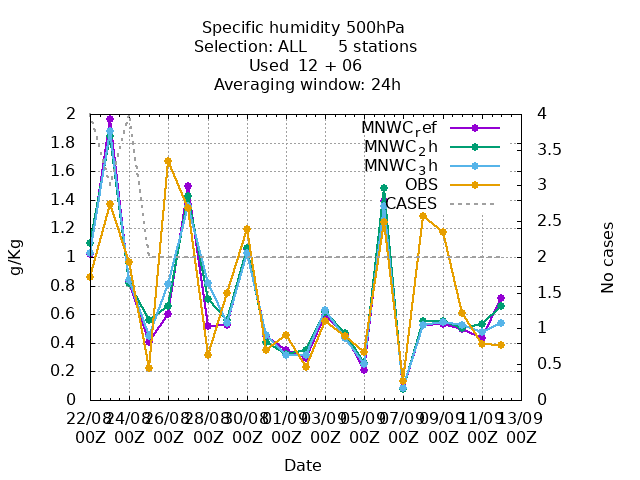 Specific humidity 500hPa
Selection: ALL 5 stations
Used 12 + 06
Averaging window: 24h
g/Kg
No cases
MNWC_ref
MNWC_2h
MNWC_3h
OBS
CASES
2
1.8
1.6
1.4
1.2
1
0.8
0.6
0.4
0.2
0
4
3.5
3
2.5
2
1.5
1
0.5
0
22/08 24/08 26/08 28/08 30/08 01/09 03/09 05/09 07/09 09/09 11/09 13/09
00Z 00Z 00Z 00Z 00Z 00Z 00Z 00Z 00Z 00Z 00Z 00Z
Date